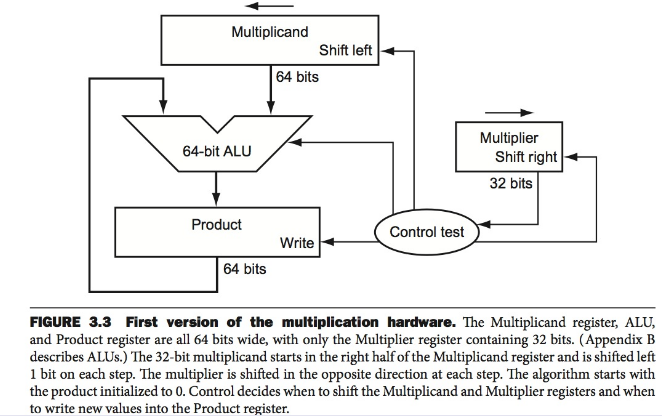 Multiplicand
Shift left
64 bits
64-bit ALU
Multiplier
Shift right
32 bits
Product
Write
Control test
64 bits
FIGURE 3.3 First version of the multiplication hardware. The Multiplicand register, ALU,
and Product register are all 64 bits wide, with only the Multiplier register containing 32 bits. (Appendix B
describes ALUs.) The 32-bit multiplicand starts in the right half of the Multiplicand register and is shifted left
1 bit on each step. The multiplier is shifted in the opposite direction at each step. The algorithm starts with
the product initialized to 0. Control decides when to shift the Multiplicand and Multiplier registers and when
to write new values into the Product register.